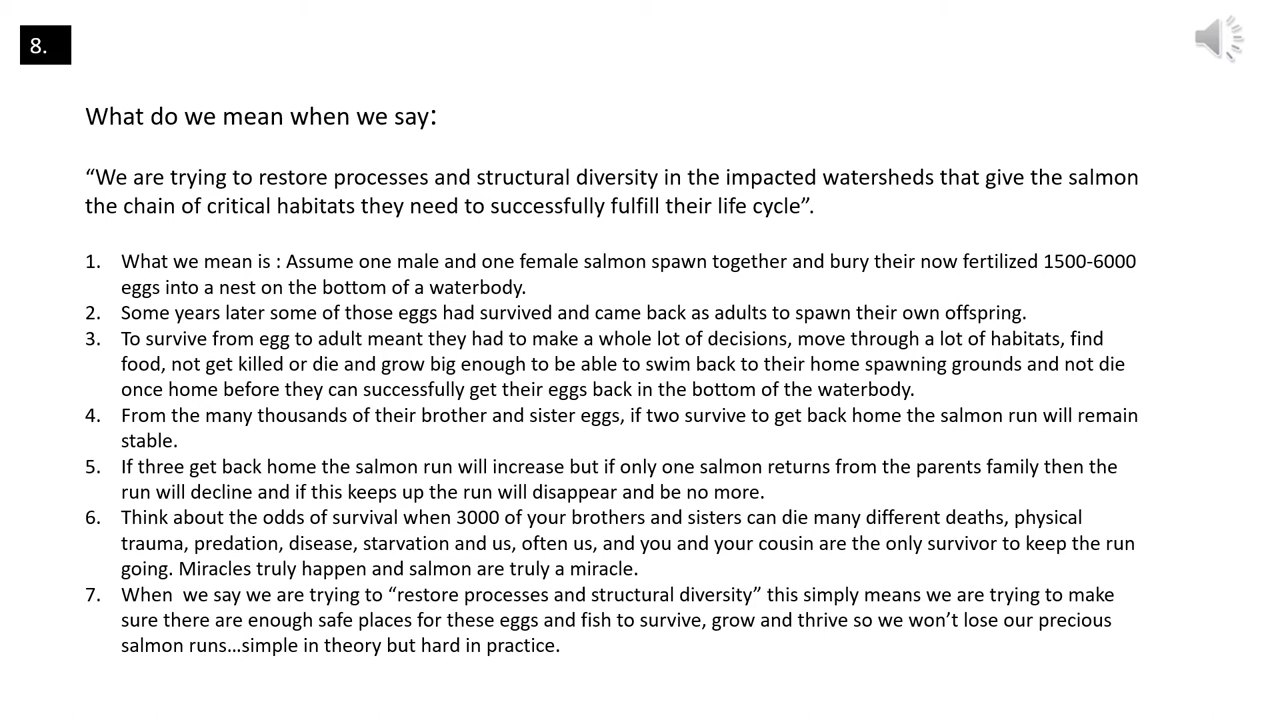 8.
What do we mean when we say:
“We are trying to restore processes and structural diversity in the impacted watersheds that give the salmon
the chain of critical habitats they need to successfully fulfill their life cycle”.
1. What we mean is : Assume one male and one female salmon spawn together and bury their now fertilized 1500-6000
eggs into a nest on the bottom of a waterbody.
2. Some years later some of those eggs had survived and came back as adults to spawn their own offspring.
3. To survive from egg to adult meant they had to make a whole lot of decisions, move through a lot of habitats, find
food, not get killed or die and grow big enough to be able to swim back to their home spawning grounds and not die
once home before they can successfully get their eggs back in the bottom of the waterbody.
4. From the many thousands of their brother and sister eggs, if two survive to get back home the salmon run will remain
stable.
5. If three get back home the salmon run will increase but if only one salmon returns from the parents family then the
run will decline and if this keeps up the run will disappear and be no more.
6. Think about the odds of survival when 3000 of your brothers and sisters can die many different deaths, physical
trauma, predation, disease, starvation and us, often us, and you and your cousin are the only survivor to keep the run
going. Miracles truly happen and salmon are truly a miracle.
7. When  we say we are trying to “restore processes and structural diversity” this simply means we are trying to make
sure there are enough safe places for these eggs and fish to survive, grow and thrive so we won’t lose our precious
salmon runs…simple in theory but hard in practice.